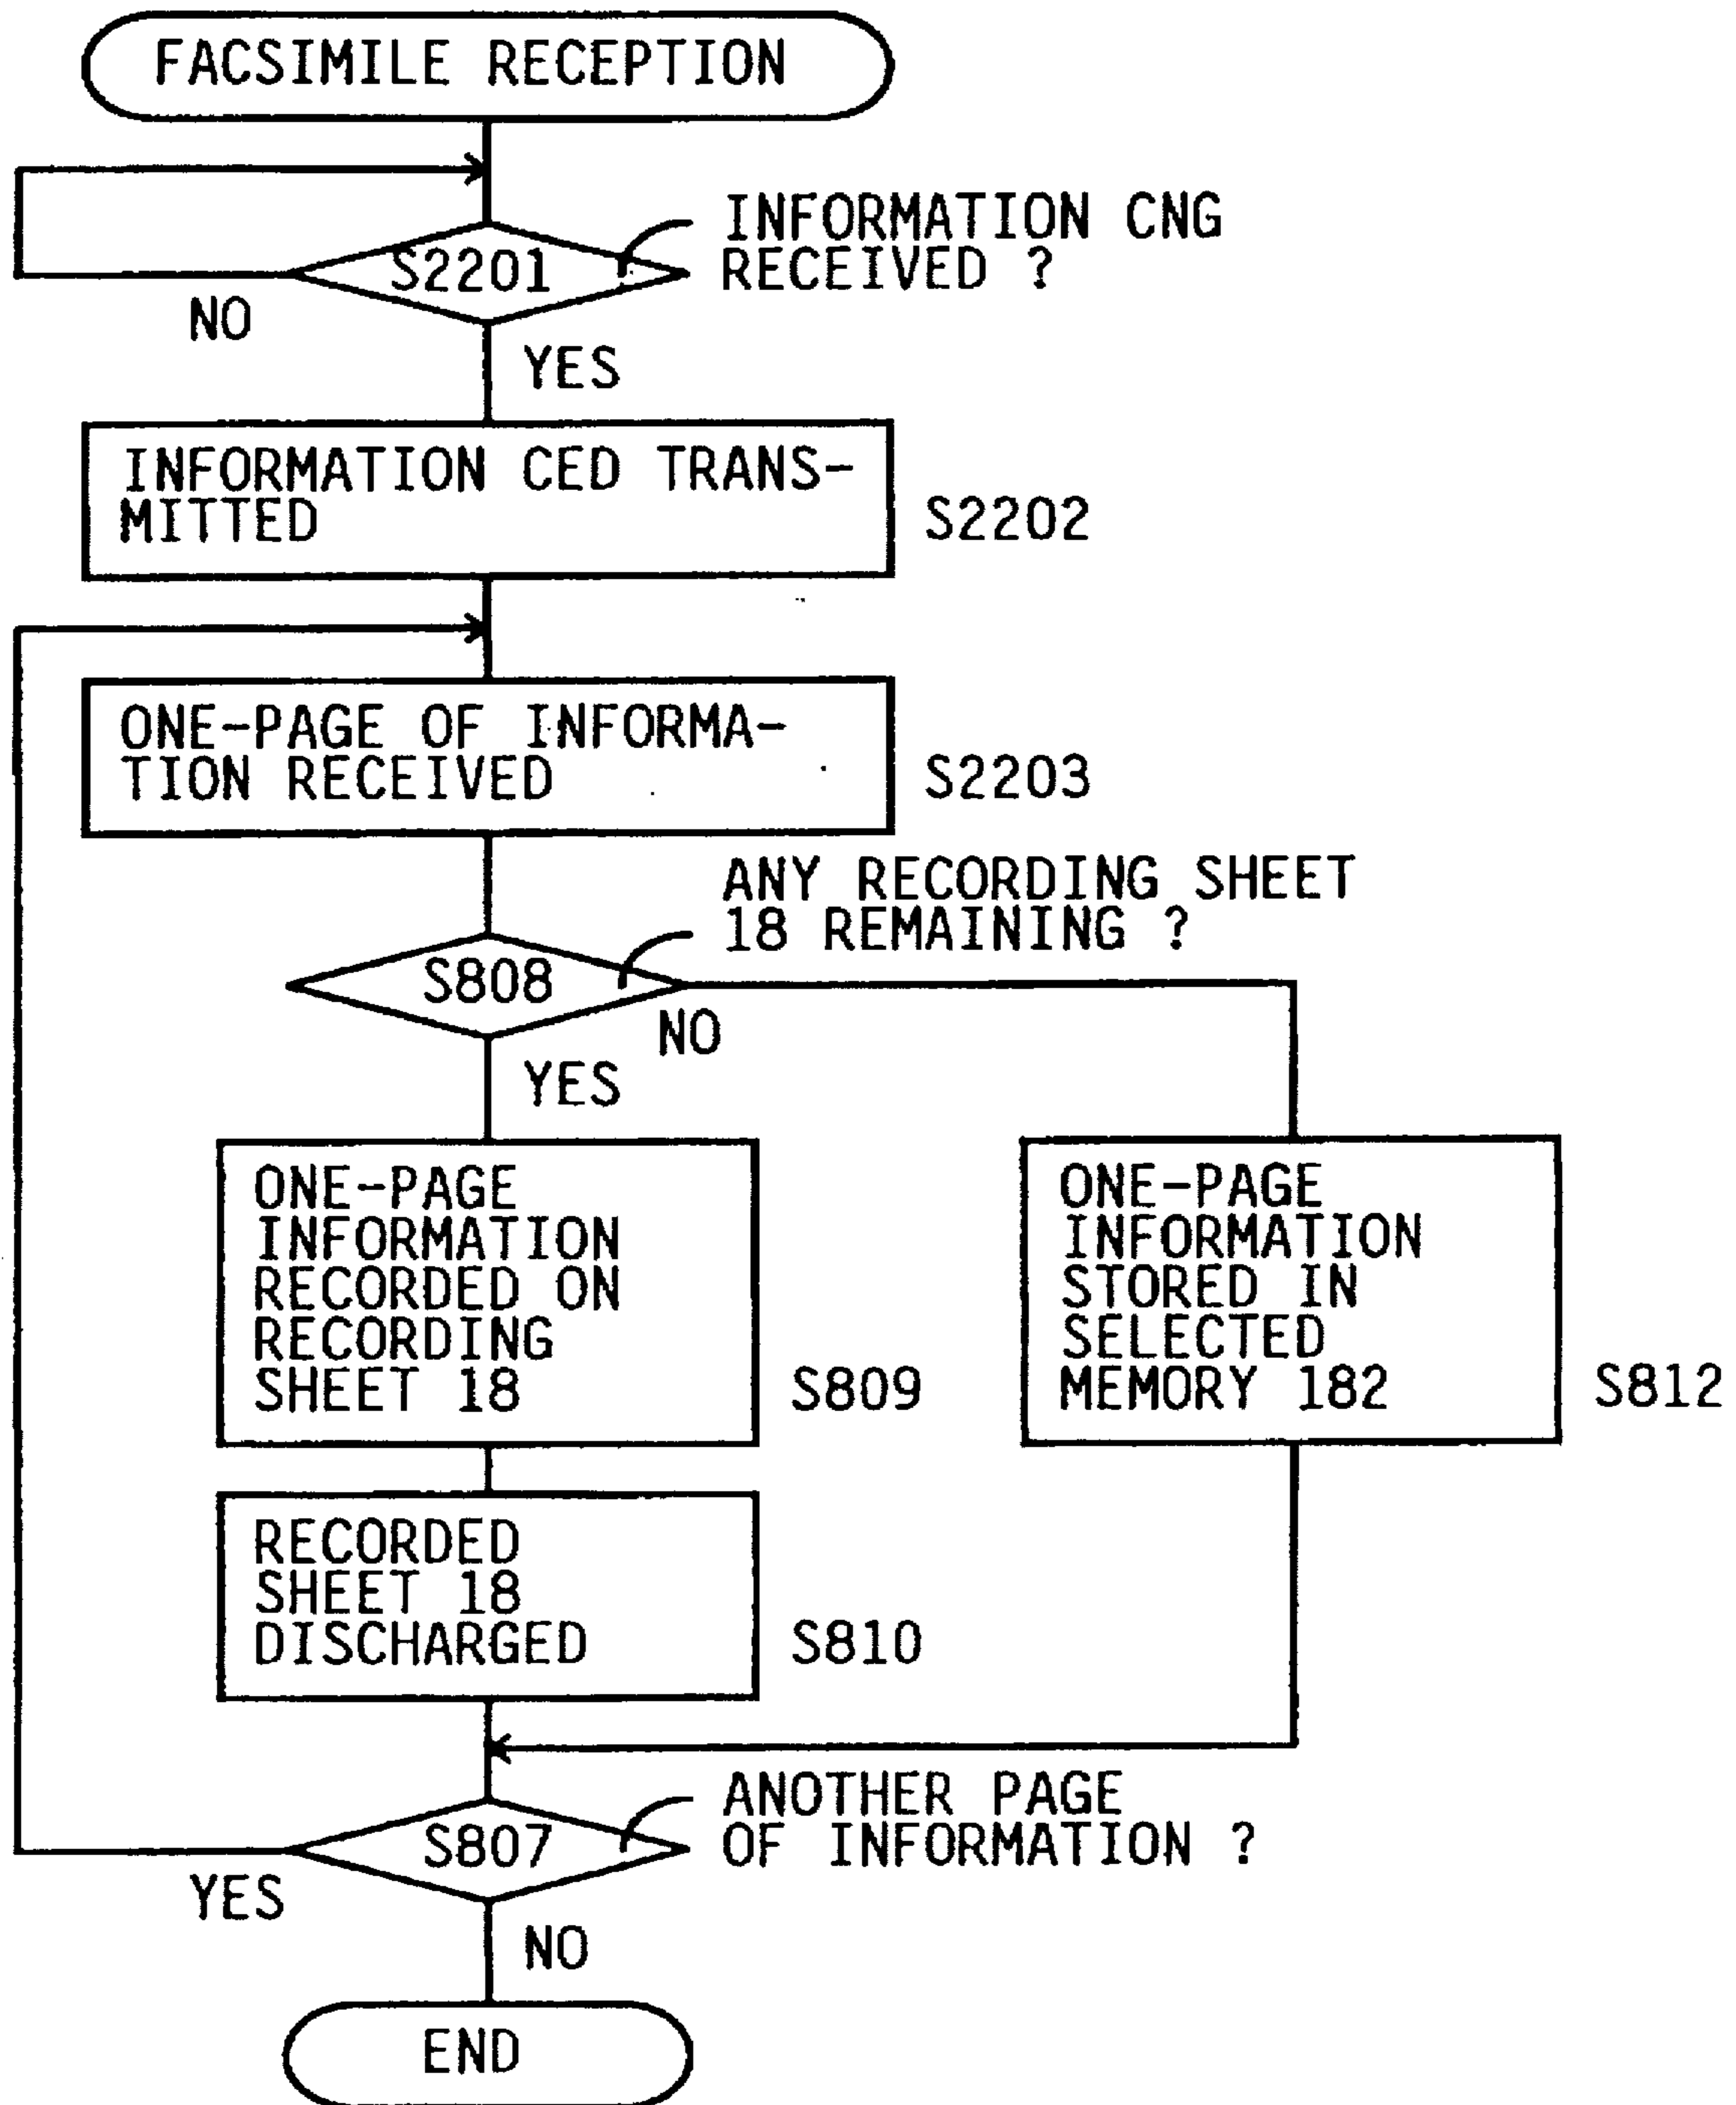 FACSIMILE RECEPTION
S2201
INFORMATION CNG
RECEIVED ?
NO
YES
INFORMATION CED TRANS-
MITTED
S2202
ONE-PAGE OF INFORMA-
TION RECEIVED
S2203
ANY RECORDING SHEET
18 REMAINING ?
S808
NO
YES
ONE-PAGE
INFORMATION
RECORDED ON
RECORDING
SHEET 18
S809
ONE-PAGE
INFORMATION
STORED IN
SELECTED
MEMORY 182
S812
RECORDED
SHEET 18
DISCHARGED
S810
ANOTHER PAGE
OF INFORMATION ?
S807
YES
NO
END